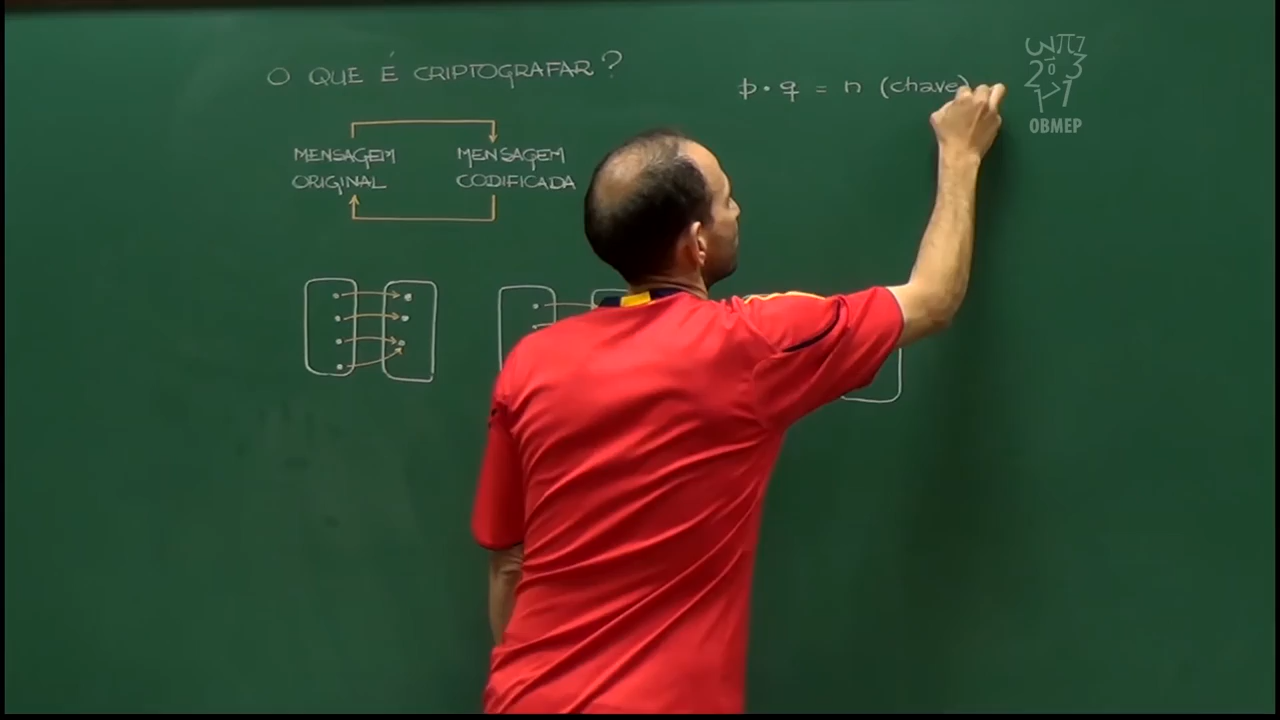 O QUE É CRIPTOGRAFAR?
MENSAGEM
ORIGINAL
MENSAGEM
CODIFICADA
p · q = n (chave)
OBMEP